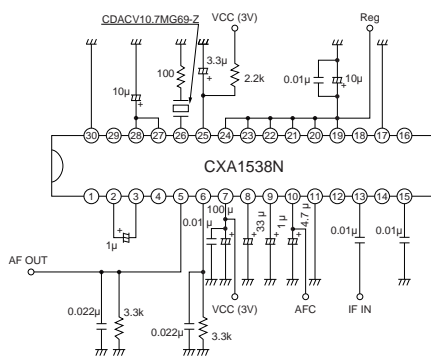 CDACV10.7MG69-Z
VCC (3V)
Reg
100
3.3μ
2.2k
0.01μ
10μ
10μ
30 29 28 27 26 25 24 23 22 21 20 19 18 17 16
CXA1538N
1 2 3 4 5 6 7 8 9 10 11 12 13 14 15
1μ
0.01μ
100μ
33μ
1μ
4.7μ
0.01μ
0.01μ
AF OUT
VCC (3V)
AFC
IF IN
0.022μ
3.3k
0.022μ
3.3k